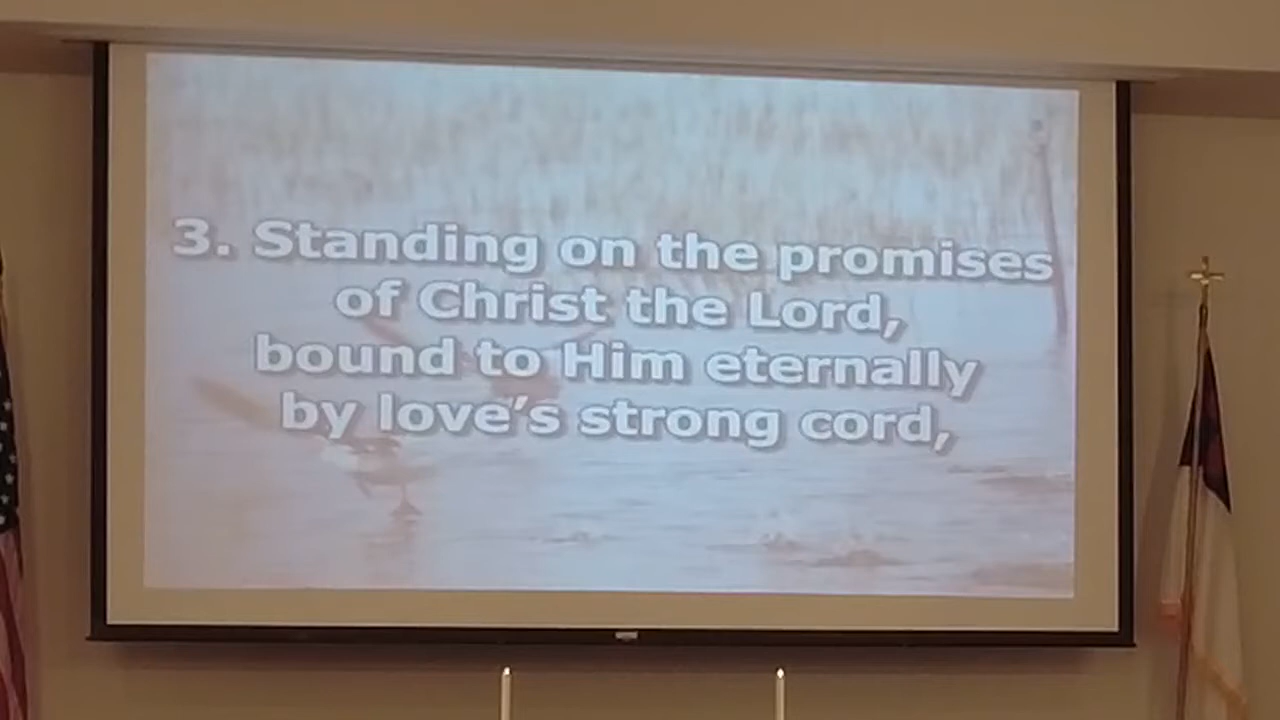 3. Standing on the promises
of Christ the Lord,
bound to Him eternally
by love's strong cord,